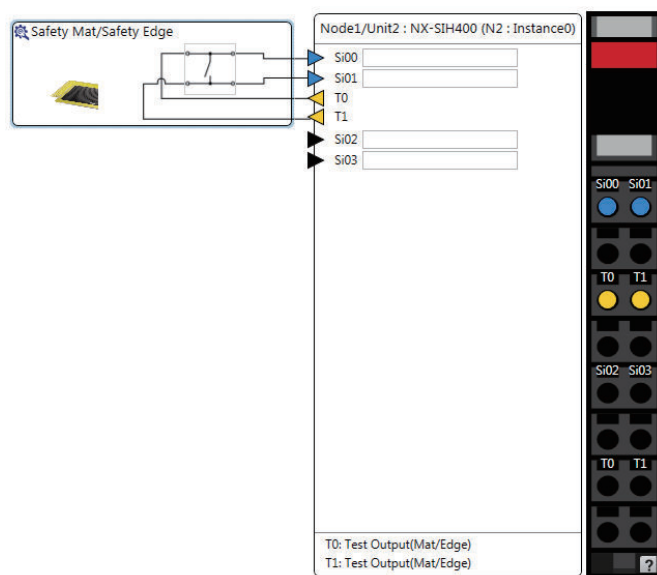 Safety Mat/Safety Edge
Node1/Unit2 : NX-SIH400 (N2 : Instance0)
Si00
Si01
T0
T1
Si02
Si03
T0: Test Output(Mat/Edge)
T1: Test Output(Mat/Edge)
Si00 Si01
T0 T1
Si02 Si03
T0 T1
?